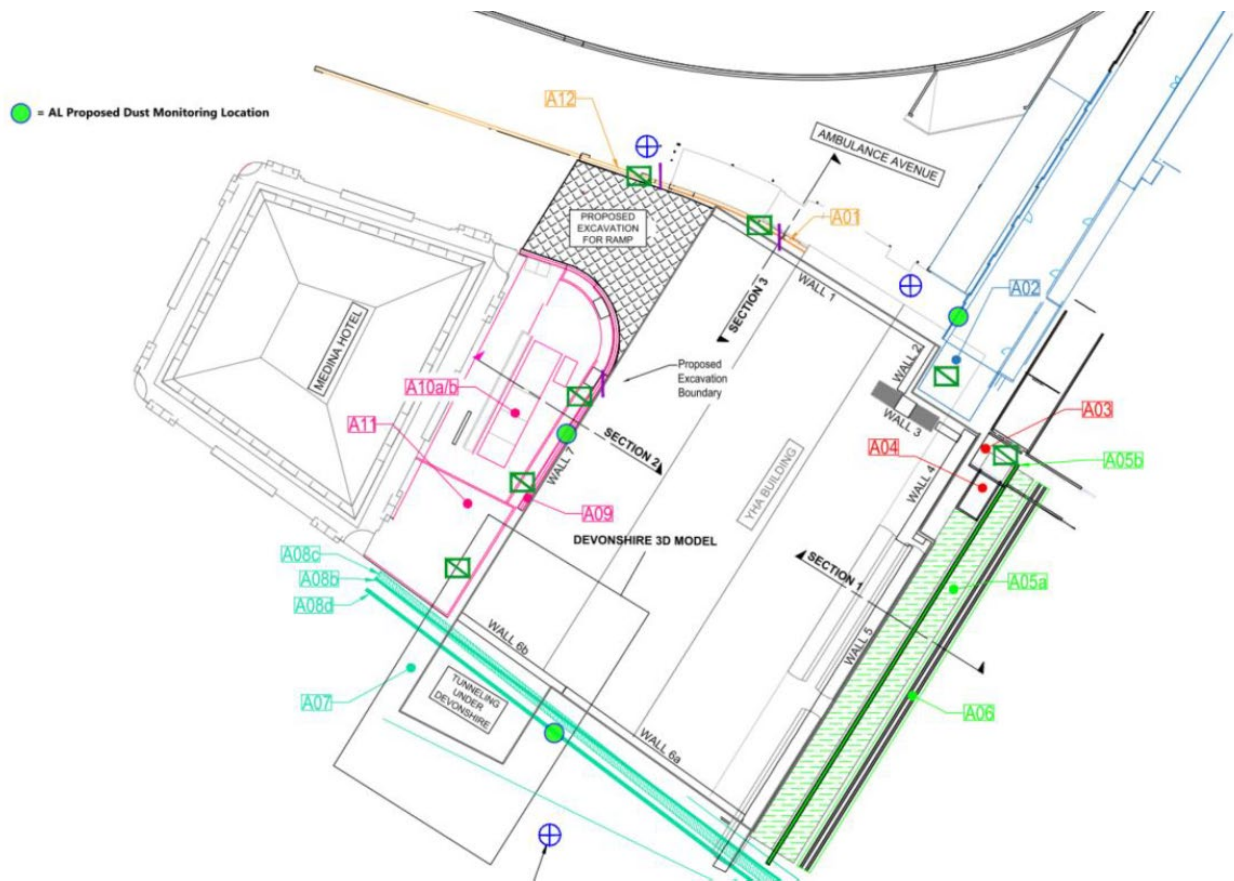 = AL Proposed Dust Monitoring Location
A12
AMBULANCE AVENUE
PROPOSED
EXCAVATION
FOR RAMP
A01
WALL 1
SECTION 3
A02
MEDINA HOTEL
WALL 2
Proposed
Excavation
Boundary
A10a/b
WALL 3
A03
A11
SECTION 2
A04
A05b
WALL 7
YHA BUILDING
WALL 4
A09
DEVONSHIRE 3D MODEL
A08c
A08b
SECTION 1
A05a
A08d
WALL 6b
WALL 5
A07
TUNNELING
UNDER
DEVONSHIRE
A06
WALL 6a